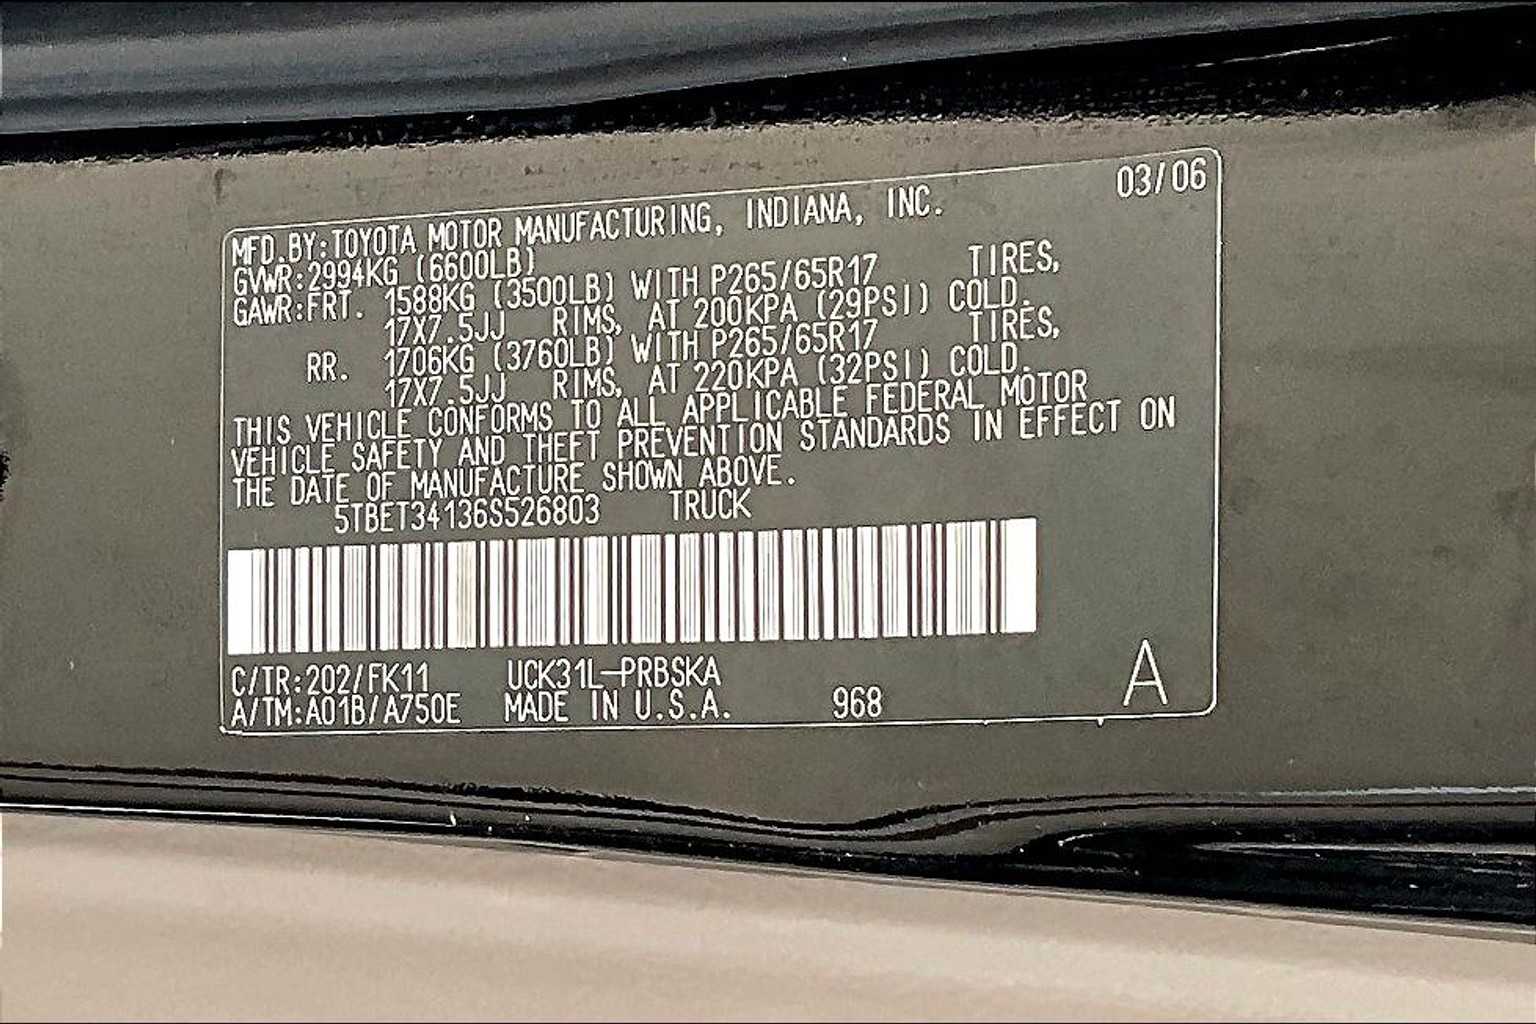 03/06
MFD.BY:TOYOTA MOTOR MANUFACTURING, INDIANA, INC.
GVWR:2994KG (6600LB)
GAWR:FRT. 1588KG (3500LB) WITH P265/65R17 TIRES,
17X7.5JJ RIMS, AT 200KPA (29PSI) COLD.
RR. 1706KG (3760LB) WITH P265/65R17 TIRES,
17X7.5JJ RIMS, AT 220KPA (32PSI) COLD.
THIS VEHICLE CONFORMS TO ALL APPLICABLE FEDERAL MOTOR
VEHICLE SAFETY AND THEFT PREVENTION STANDARDS IN EFFECT ON
THE DATE OF MANUFACTURE SHOWN ABOVE.
5TBET34136S526803 TRUCK
C/TR:202/FK11 UCK31L-PRBSKA
A/TM:A01B/A750E MADE IN U.S.A. 968 A